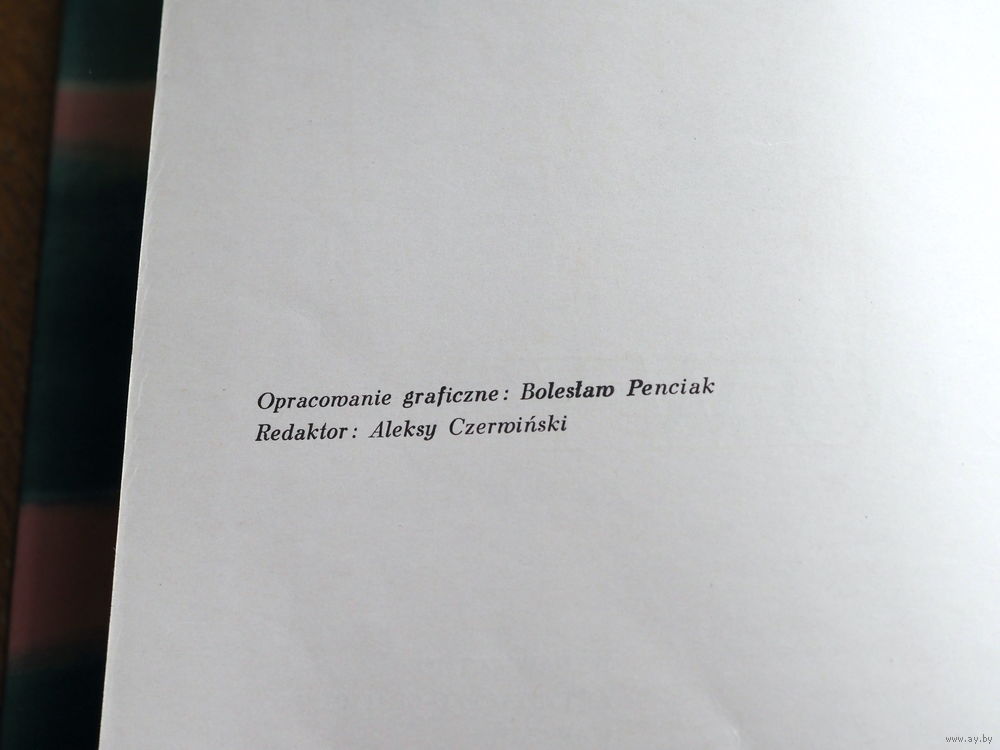 Opracowanie graficzne: Bolesław Penciak
Redaktor: Aleksy Czerwiński
www.ay.by